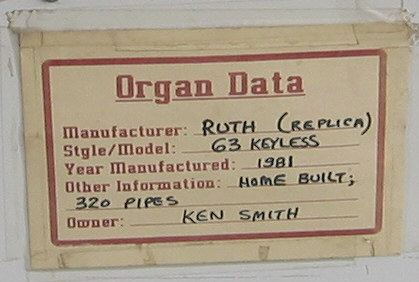 Organ Data
Manufacturer: RUTH (REPLICA)
Style/Model: 63 KEYLESS
Year Manufactured: 1981
Other Information: HOME BUILT;
320 PIPES
Owner: KEN SMITH